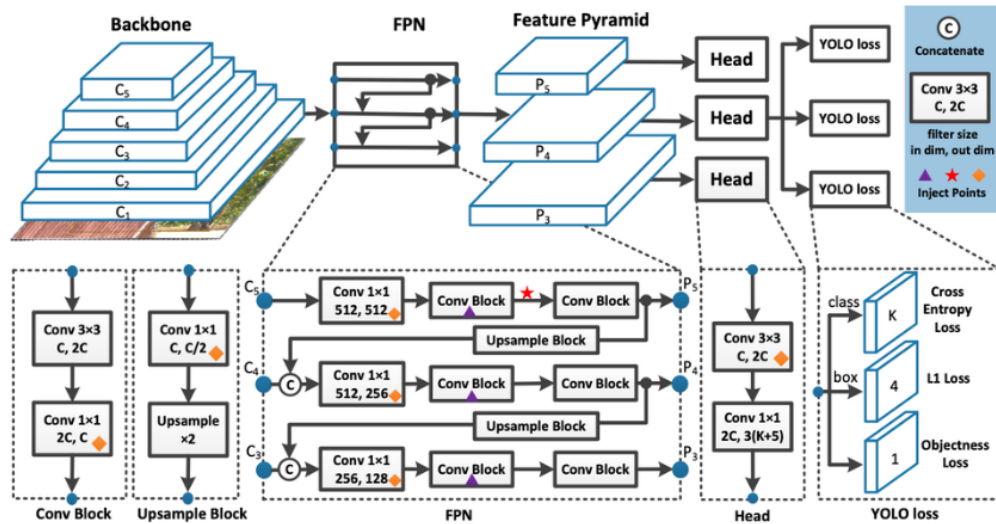 Backbone
FPN
Feature Pyramid
C5
C4
C3
C2
C1
P5
P4
P3
Head
Head
Head
YOLO loss
YOLO loss
YOLO loss
C
Concatenate
Conv 3×3
C, 2C
filter size
in dim, out dim
Inject Points
Conv 3×3
C, 2C
Conv 1×1
2C, C
Conv Block
Conv 1×1
C, C/2
Upsample
×2
Upsample Block
C5
Conv 1×1
512, 512
Conv Block
Conv Block
P5
Upsample Block
C4
C
Conv 1×1
512, 256
Conv Block
Conv Block
P4
Upsample Block
C3
C
Conv 1×1
256, 128
Conv Block
Conv Block
P3
FPN
Conv 3×3
C, 2C
Conv 1×1
2C, 3(K+5)
Head
class
K
Cross
Entropy
Loss
box
4
L1 Loss
1
Objectness
Loss
YOLO loss